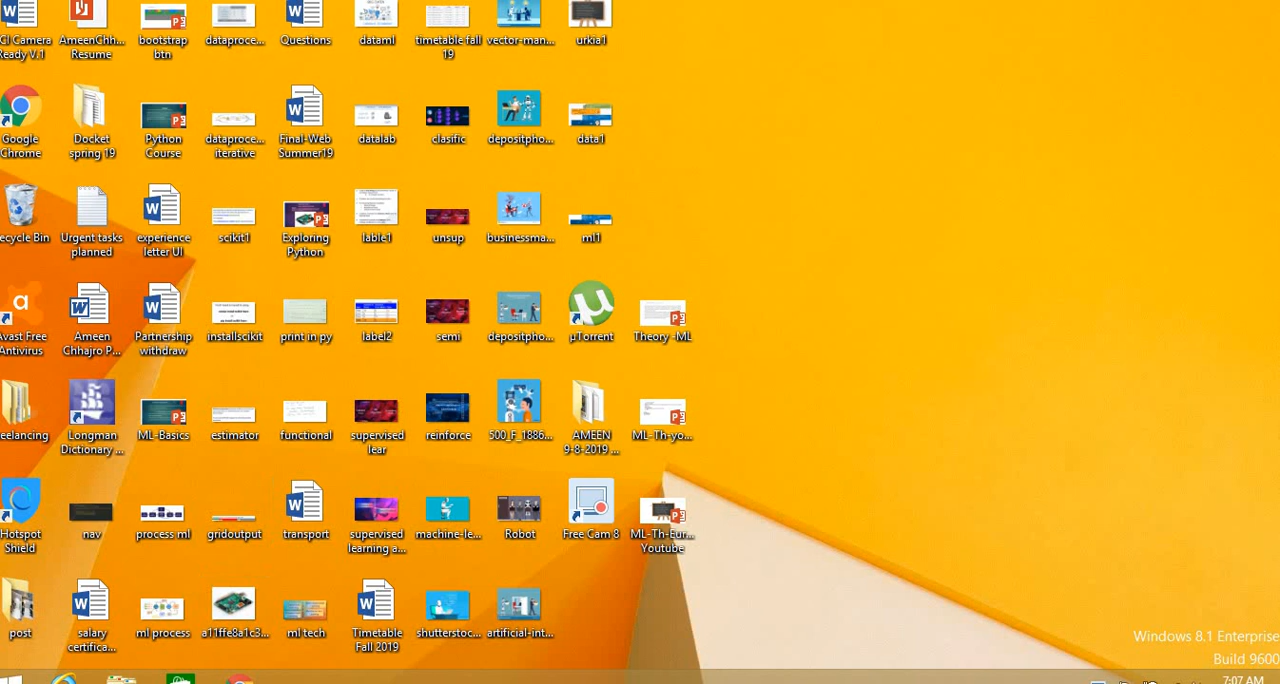 CI Camera
Ready V.1
AmeenChh...
Resume
bootstrap
btn
dataproce...
Questions
dataml
timetable fall
19
vector-man...
urkia1
Google
Chrome
Docket
spring 19
Python
Course
dataproce...
iterative
Final-Web
Summer19
datalab
clasific
depositpho...
data1
ecycle Bin
Urgent tasks
planned
experience
letter UI
scikit1
Exploring
Python
lable1
unsup
businessma...
ml1
Avast Free
Antivirus
Ameen
Chhajro P...
Partnership
withdraw
installscikit
print in py
label2
semi
depositpho...
µTorrent
Theory -ML
eelancing
Longman
Dictionary ...
ML-Basics
estimator
functional
supervised
lear
reinforce
500_F_1886...
AMEEN
9-8-2019 ...
ML-Th-yo...
Hotspot
Shield
nav
process ml
gridoutput
transport
supervised
learning a...
machine-le...
Robot
Free Cam 8
ML-Th-Eur...
Youtube
post
salary
certifica...
ml process
a11ffe8a1c3...
ml tech
Timetable
Fall 2019
shutterstoc...
artificial-int...
Windows 8.1 Enterprise
Build 9600
7:07 AM